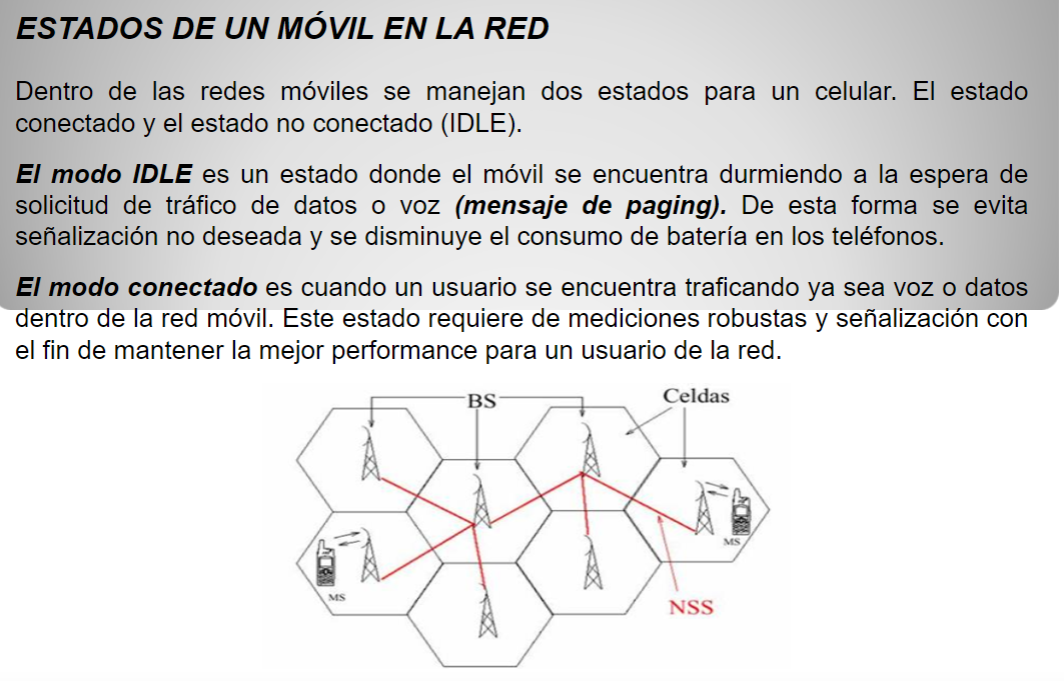 ESTADOS DE UN MÓVIL EN LA RED
Dentro de las redes móviles se manejan dos estados para un celular. El estado
conectado y el estado no conectado (IDLE).
El modo IDLE es un estado donde el móvil se encuentra durmiendo a la espera de
solicitud de tráfico de datos o voz (mensaje de paging). De esta forma se evita
señalización no deseada y se disminuye el consumo de batería en los teléfonos.
El modo conectado es cuando un usuario se encuentra traficando ya sea voz o datos
dentro de la red móvil. Este estado requiere de mediciones robustas y señalización con
el fin de mantener la mejor performance para un usuario de la red.
BS
Celdas
MS
MS
NSS